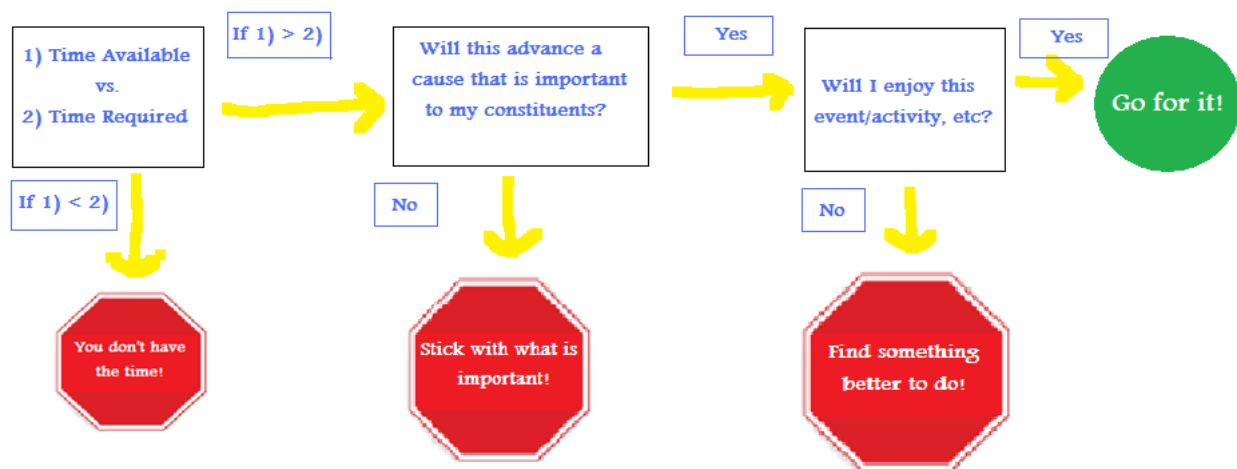 1) Time Available
vs.
2) Time Required
If 1) > 2)
Will this advance a
cause that is important
to my constituents?
Yes
Will I enjoy this
event/activity, etc?
Yes
Go for it!
If 1) < 2)
No
No
You don't have
the time!
Stick with what is
important!
Find something
better to do!